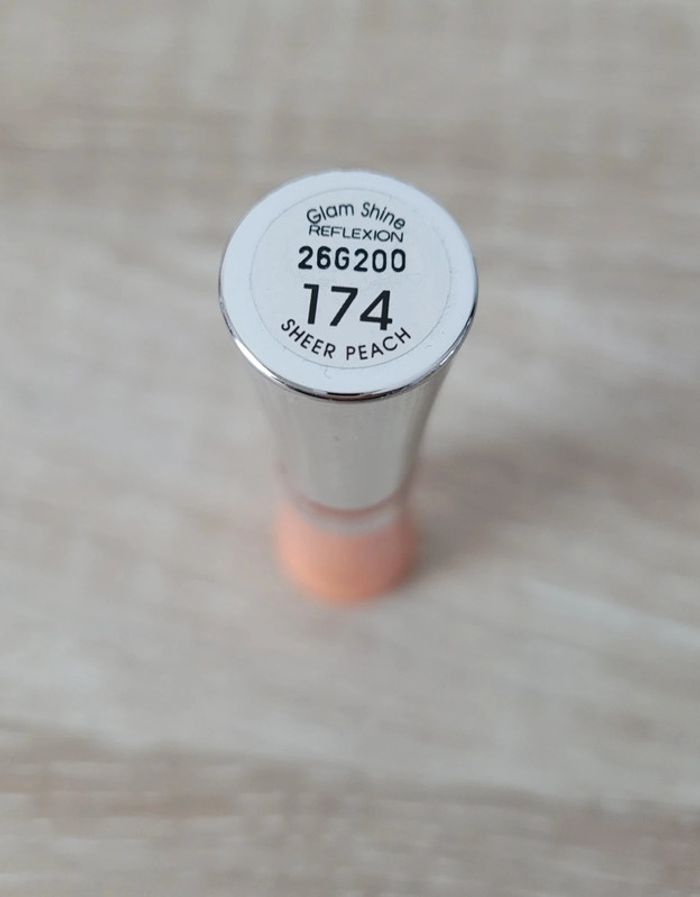 Glam Shine
REFLEXION
26G200
174
SHEER PEACH